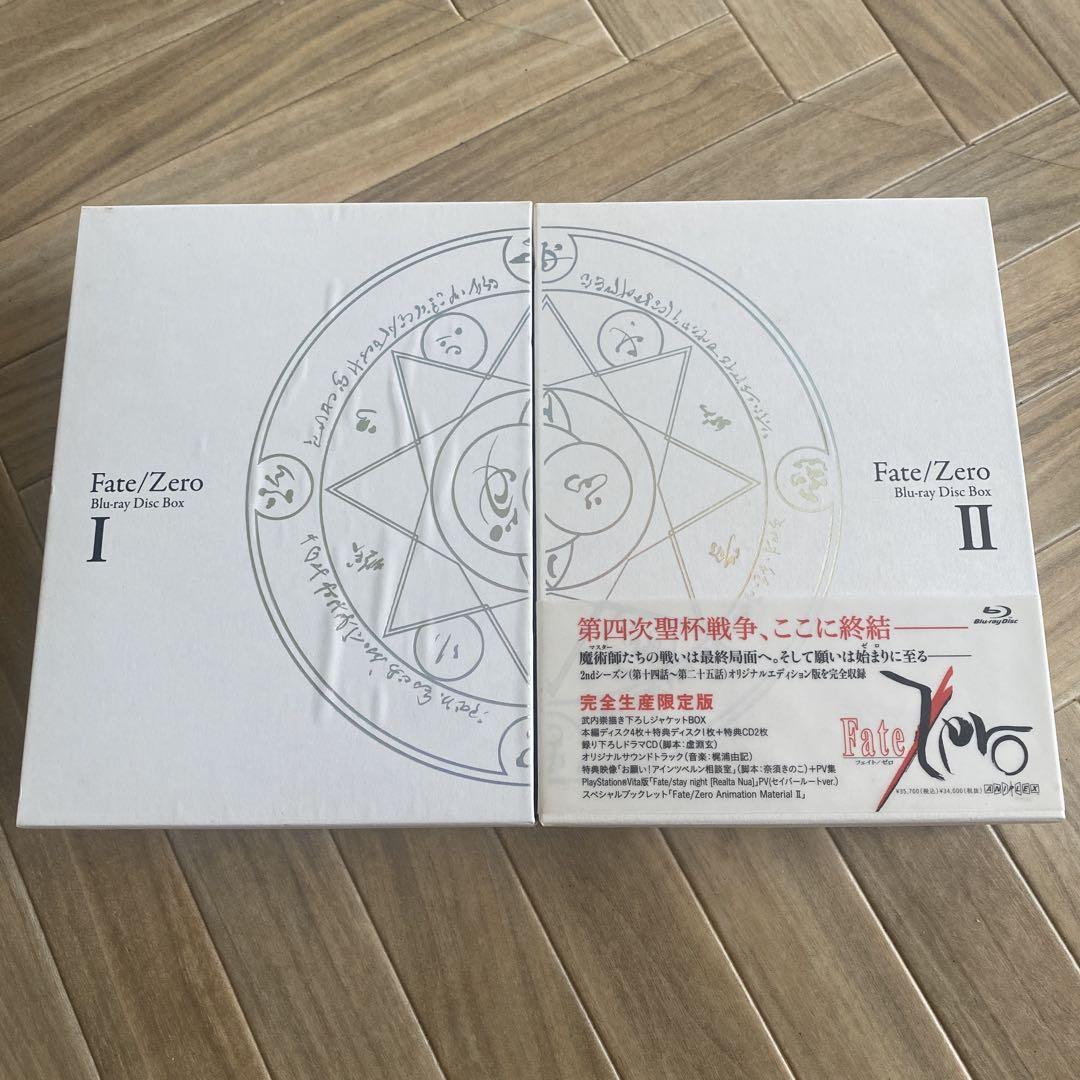 Fate/Zero
Blu-ray Disc Box
I
Fate/Zero
Blu-ray Disc Box
II
第四次聖杯戦争、ここに終結―――
マスター
ゼロ
魔術師たちの戦いは最終局面へ。そして願いは始まりに至る―――
2ndシーズン(第十四話〜第二十五話)オリジナルエディション版を完全収録
完全生産限定版
武内崇描き下ろしジャケットBOX
本編ディスク4枚+特典ディスク1枚+特典CD2枚
録り下ろしドラマCD(脚本:虚淵玄)
オリジナルサウンドトラック(音楽:梶浦由記)
特典映像「お願い!アインツベルン相談室」(脚本:奈須きのこ)+PV集
PlayStation®Vita版「Fate/stay night [Realta Nua]」PV(セイバールートver.)
スペシャルブックレット「Fate/Zero Animation Material II」
Blu-ray Disc
Fate
Zero
フェイト/ゼロ
¥35,700(税込)¥34,000(税抜)
ANIPLEX